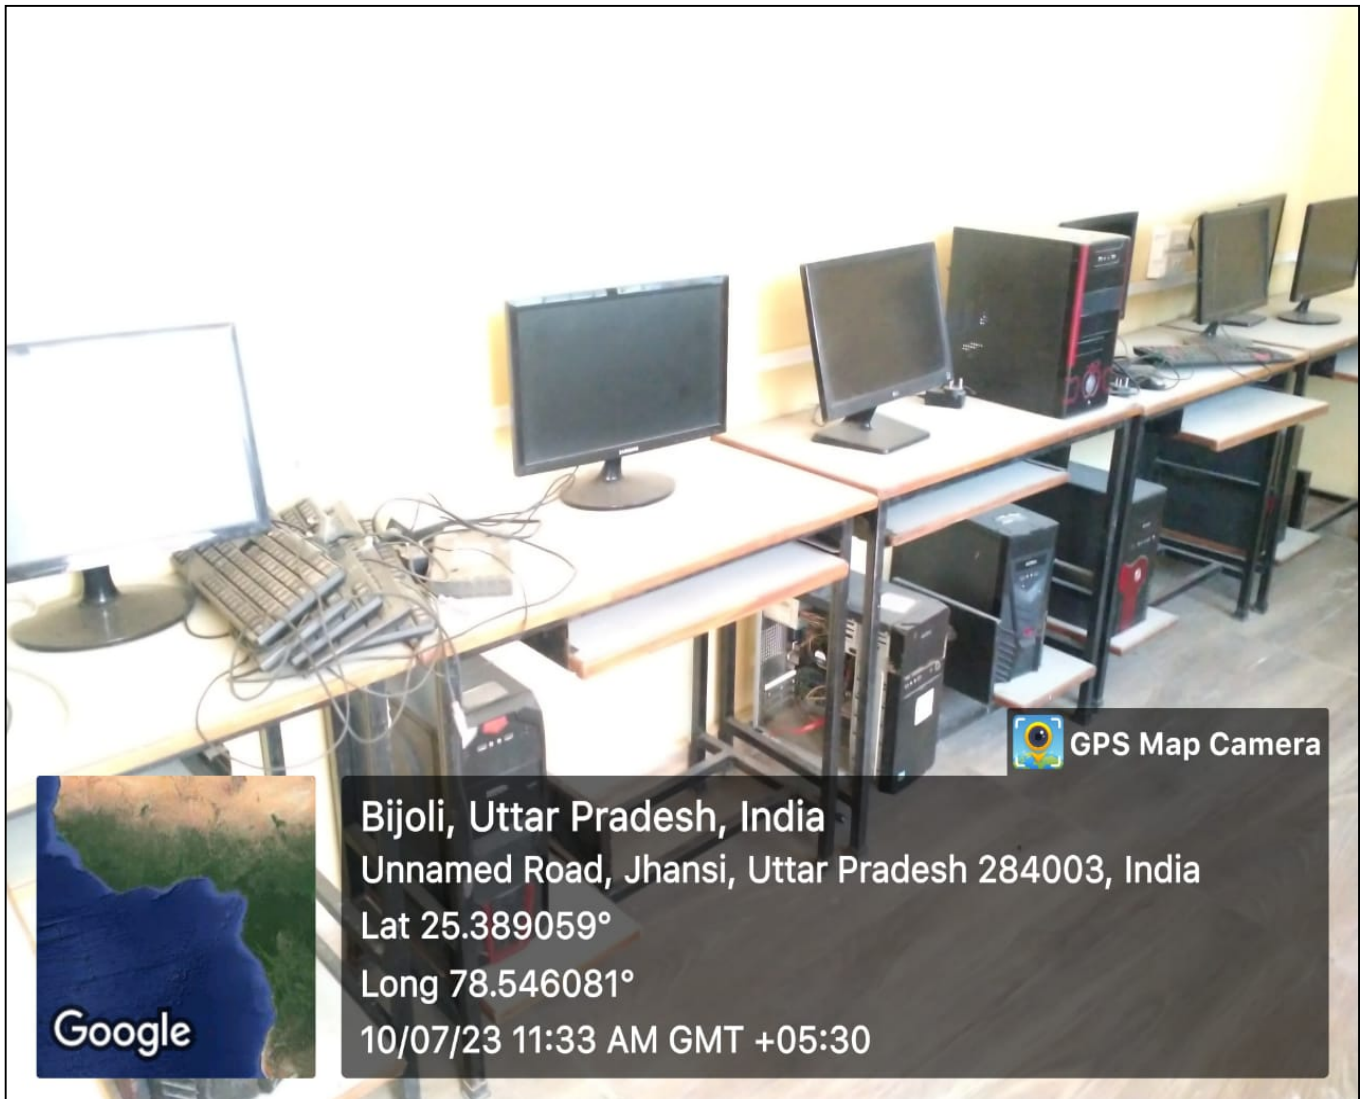 SAMSUNG
GPS Map Camera
Bijoli, Uttar Pradesh, India
Unnamed Road, Jhansi, Uttar Pradesh 284003, India
Lat 25.389059°
Long 78.546081°
10/07/23 11:33 AM GMT +05:30
Google